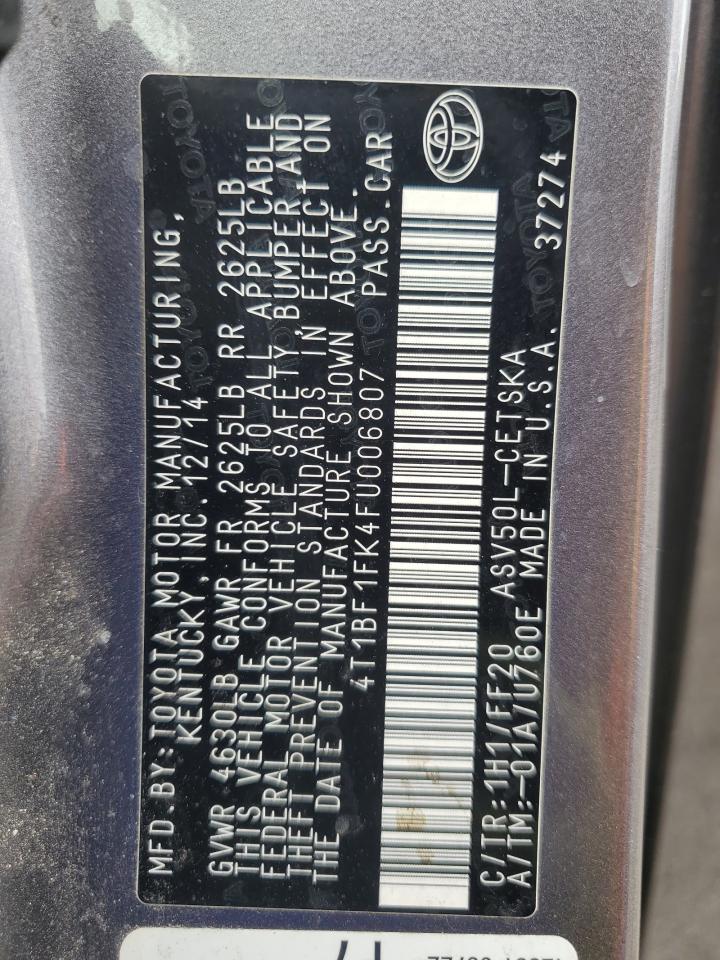 MFD.BY:TOYOTA MOTOR MANUFACTURING,
KENTUCKY, INC. 12/14
GVWR 4630LB GAWR FR 2625LB RR 2625LB
THIS VEHICLE CONFORMS TO ALL APPLICABLE
FEDERAL MOTOR VEHICLE SAFETY, BUMPER, AND
THEFT PREVENTION STANDARDS IN EFFECT ON
THE DATE OF MANUFACTURE SHOWN ABOVE.
4T1BF1FK4FU006807 PASS.CAR
C/TR:1H1/FF20 ASV50L-CETSKA
A/TM:-01A/U760E MADE IN U.S.A. 37274